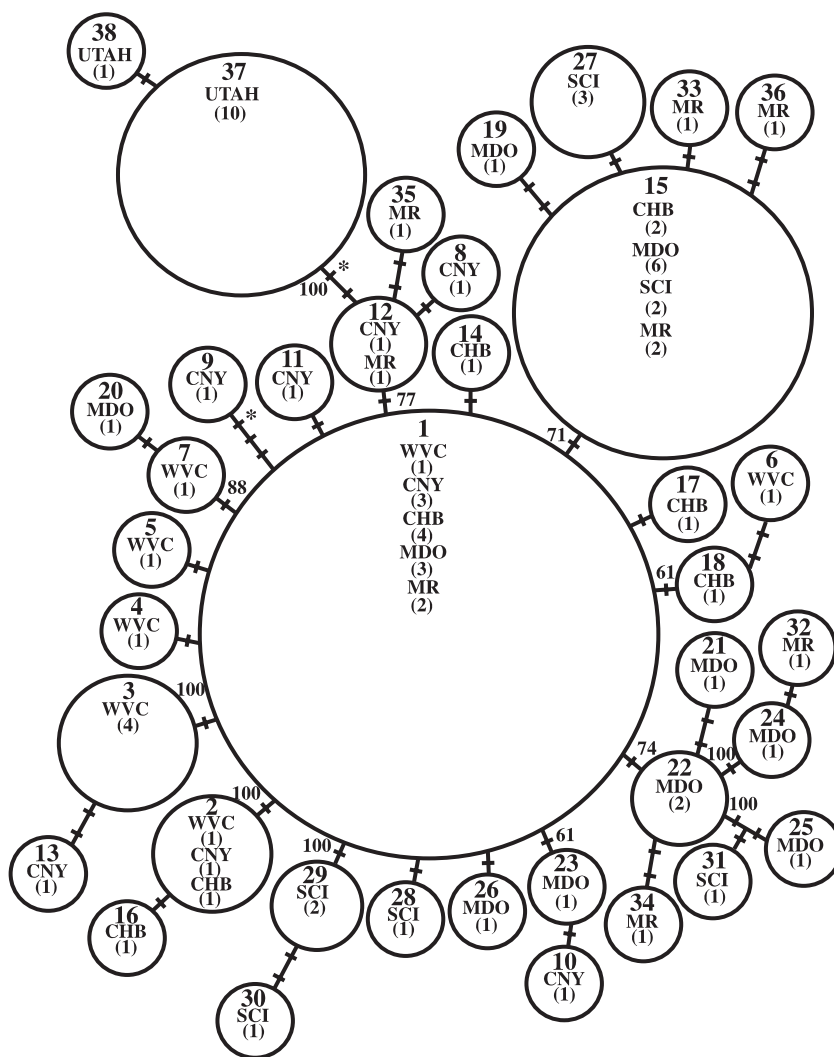 38
UTAH
(1)
37
UTAH
(10)
27
SCI
(3)
33
MR
(1)
36
MR
(1)
19
MDO
(1)
15
CHB
(2)
MDO
(6)
SCI
(2)
MR
(2)
35
MR
(1)
8
CNY
(1)
*
100
12
CNY
(1)
MR
(1)
14
CHB
(1)
77
9
CNY
(1)
*
11
CNY
(1)
20
MDO
(1)
7
WVC
(1)
88
1
WVC
(1)
CNY
(3)
CHB
(4)
MDO
(3)
MR
(2)
71
17
CHB
(1)
6
WVC
(1)
61
18
CHB
(1)
5
WVC
(1)
4
WVC
(1)
3
WVC
(4)
100
21
MDO
(1)
32
MR
(1)
24
MDO
(1)
100
74
22
MDO
(2)
100
25
MDO
(1)
31
SCI
(1)
34
MR
(1)
13
CNY
(1)
2
WVC
(1)
CNY
(1)
CHB
(1)
100
16
CHB
(1)
100
29
SCI
(2)
30
SCI
(1)
28
SCI
(1)
26
MDO
(1)
61
23
MDO
(1)
10
CNY
(1)